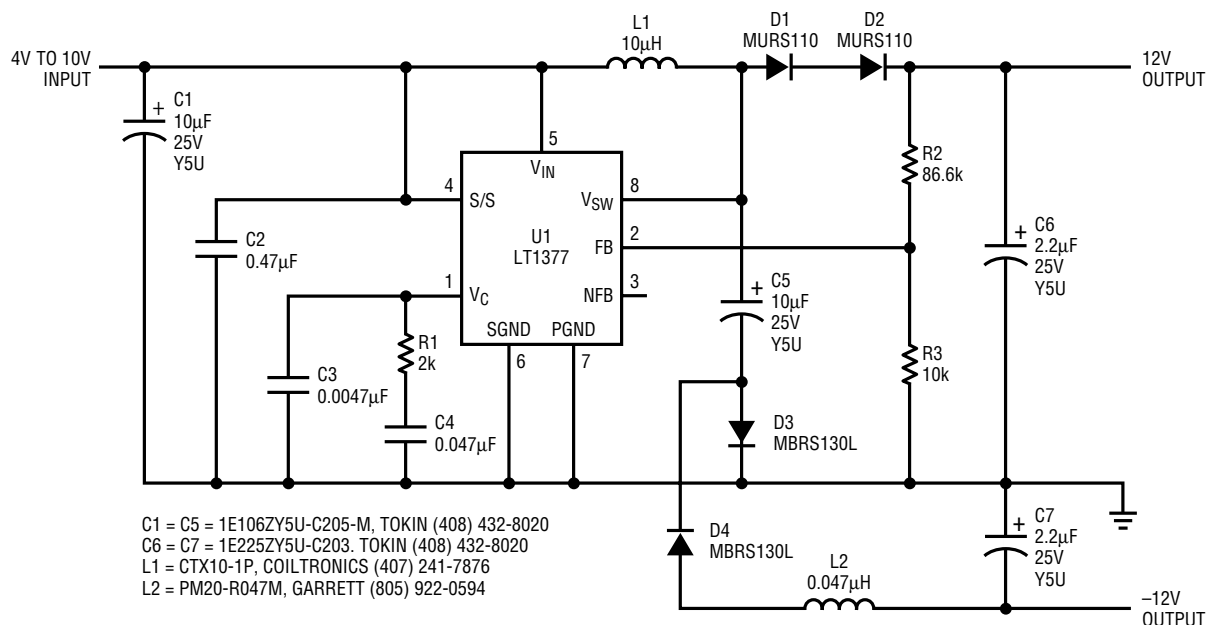 4V TO 10V
INPUT
+
C1
10µF
25V
Y5U
L1
10µH
D1
MURS110
D2
MURS110
12V
OUTPUT
5
VIN
4
S/S
VSW
8
U1
LT1377
FB
2
1
VC
NFB
3
SGND
PGND
6
7
C2
0.47µF
C3
0.0047µF
R1
2k
C4
0.047µF
+
C5
10µF
25V
Y5U
R2
86.6k
R3
10k
+
C6
2.2µF
25V
Y5U
D3
MBRS130L
D4
MBRS130L
L2
0.047µH
+
C7
2.2µF
25V
Y5U
–12V
OUTPUT
C1 = C5 = 1E106ZY5U-C205-M, TOKIN (408) 432-8020
C6 = C7 = 1E225ZY5U-C203. TOKIN (408) 432-8020
L1 = CTX10-1P, COILTRONICS (407) 241-7876
L2 = PM20-R047M, GARRETT (805) 922-0594